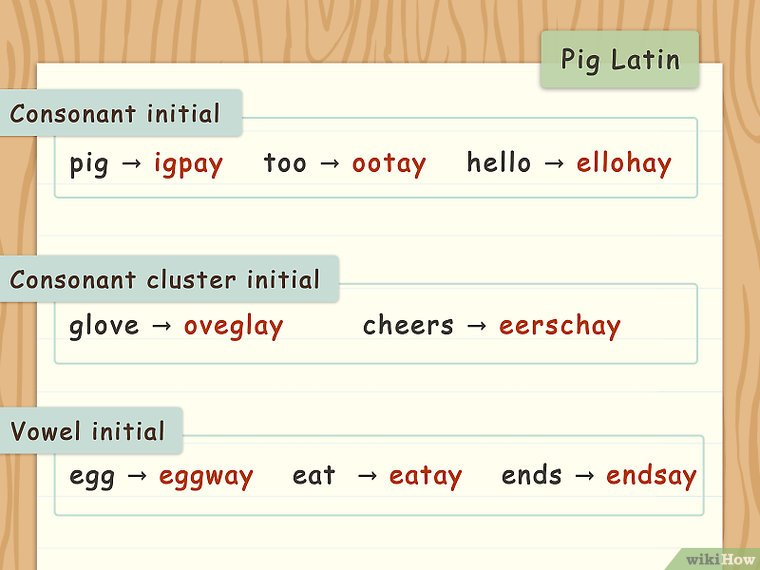 Pig Latin
Consonant initial
pig → igpay too → ootay hello → ellohay
Consonant cluster initial
glove → oveglay cheers → eerschay
Vowel initial
egg → eggway eat → eatay ends → endsay
wikiHow